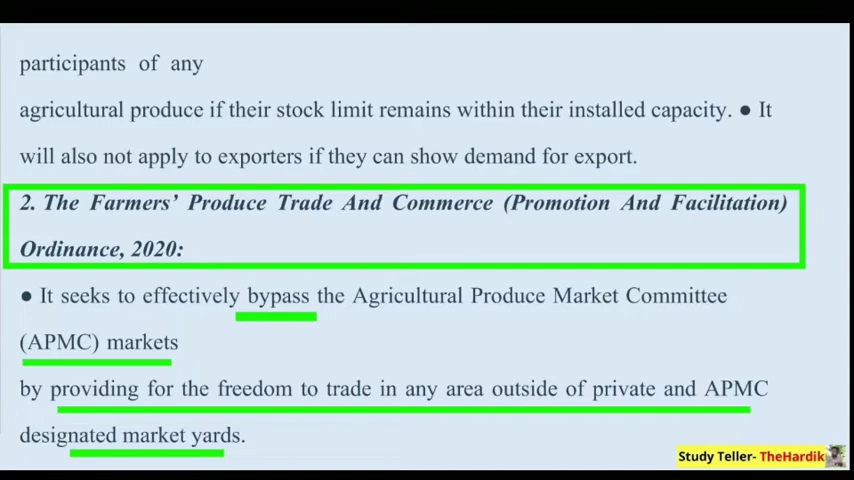 participants of any
agricultural produce if their stock limit remains within their installed capacity. ● It
will also not apply to exporters if they can show demand for export.
2. The Farmers’ Produce Trade And Commerce (Promotion And Facilitation)
Ordinance, 2020:
● It seeks to effectively bypass the Agricultural Produce Market Committee
(APMC) markets
by providing for the freedom to trade in any area outside of private and APMC
designated market yards.
Study Teller- TheHardik